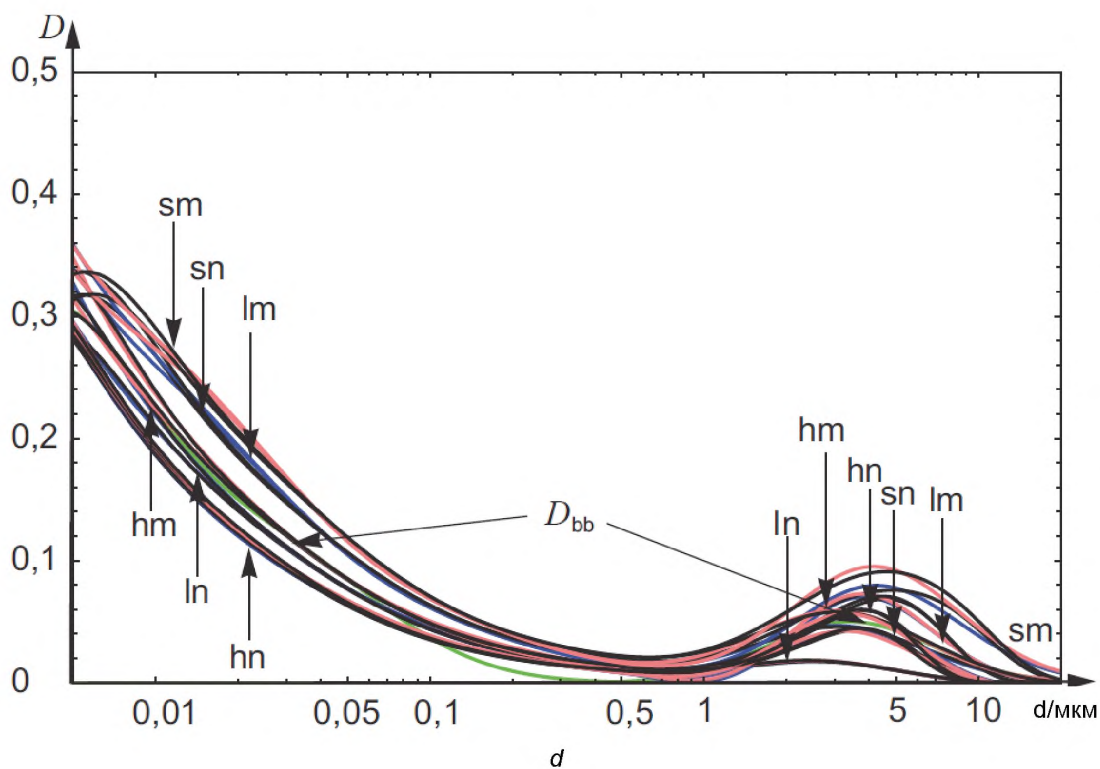 D
0,5
0,4
0,3
0,2
0,1
0
sm
sn
lm
hm
ln
hn
D_bb
hm
hn
sn
lm
ln
sm
0,01 0,05 0,1 0,5 1 5 10 d/мкм
d